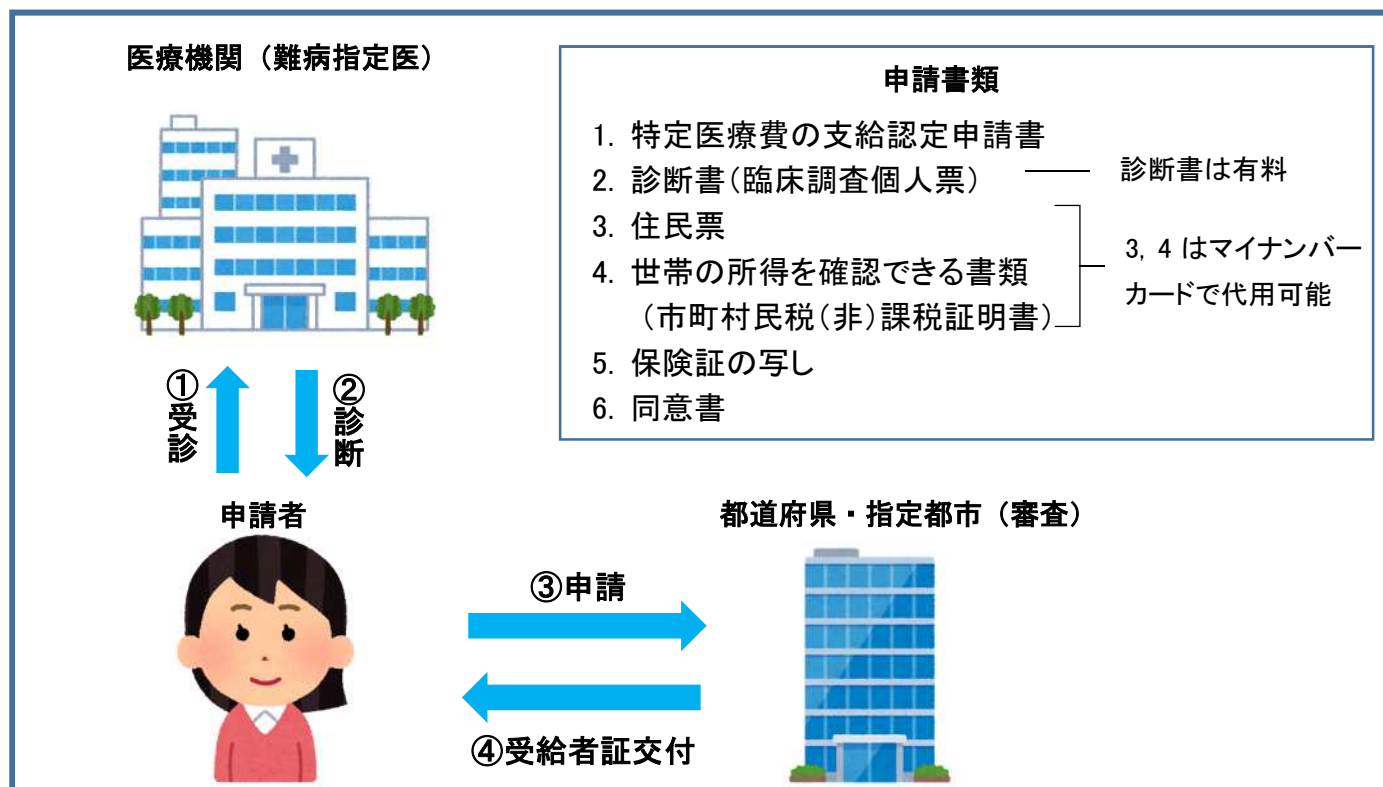 医療機関（難病指定医）
申請書類
1. 特定医療費の支給認定申請書
2. 診断書（臨床調査個人票）
診断書は有料
3. 住民票
4. 世帯の所得を確認できる書類
（市町村民税（非）課税証明書）
3, 4 はマイナンバー
カードで代用可能
5. 保険証の写し
6. 同意書
①受診
②診断
申請者
都道府県・指定都市（審査）
③申請
④受給者証交付